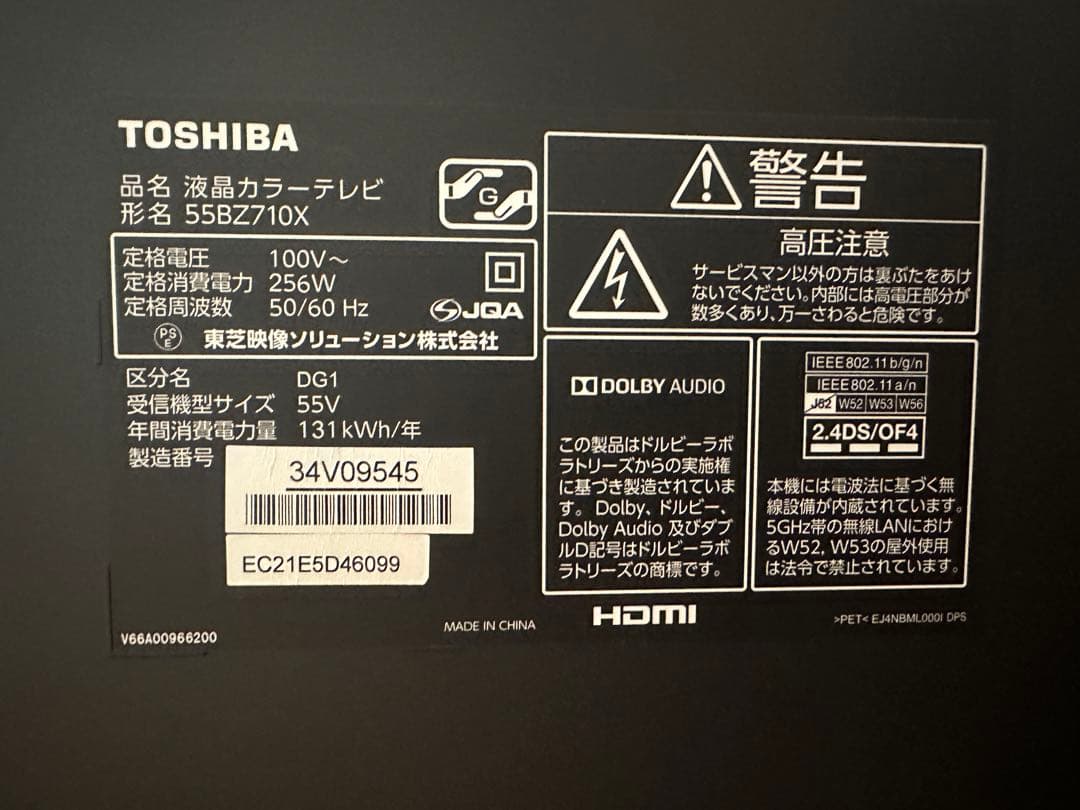 TOSHIBA
品名 液晶カラーテレビ
形名 55BZ710X
G
定格電圧 100V～
定格消費電力 256W
定格周波数 50/60 Hz
JQA
PS
E
東芝映像ソリューション株式会社
区分名 DG1
受信機型サイズ 55V
年間消費電力量 131kWh/年
製造番号
34V09545
EC21E5D46099
V66A00966200
MADE IN CHINA
警告
高圧注意
サービスマン以外の方は裏ぶたをあけ
ないでください。内部には高電圧部分が
数多くあり、万一さわると危険です。
DOLBY AUDIO
この製品はドルビーラボ
ラトリーズからの実施権
に基づき製造されていま
す。Dolby、ドルビー、
Dolby Audio 及びダブ
ルD記号はドルビーラボ
ラトリーズの商標です。
HDMI
IEEE802.11b/g/n
IEEE802.11a/n
J52 W52 W53 W56
2.4DS/OF4
本機には電波法に基づく無
線設備が内蔵されています。
5GHz帯の無線LANにおけ
るW52, W53の屋外使用
は法令で禁止されています。
>PET< EJ4NBML000I DPS